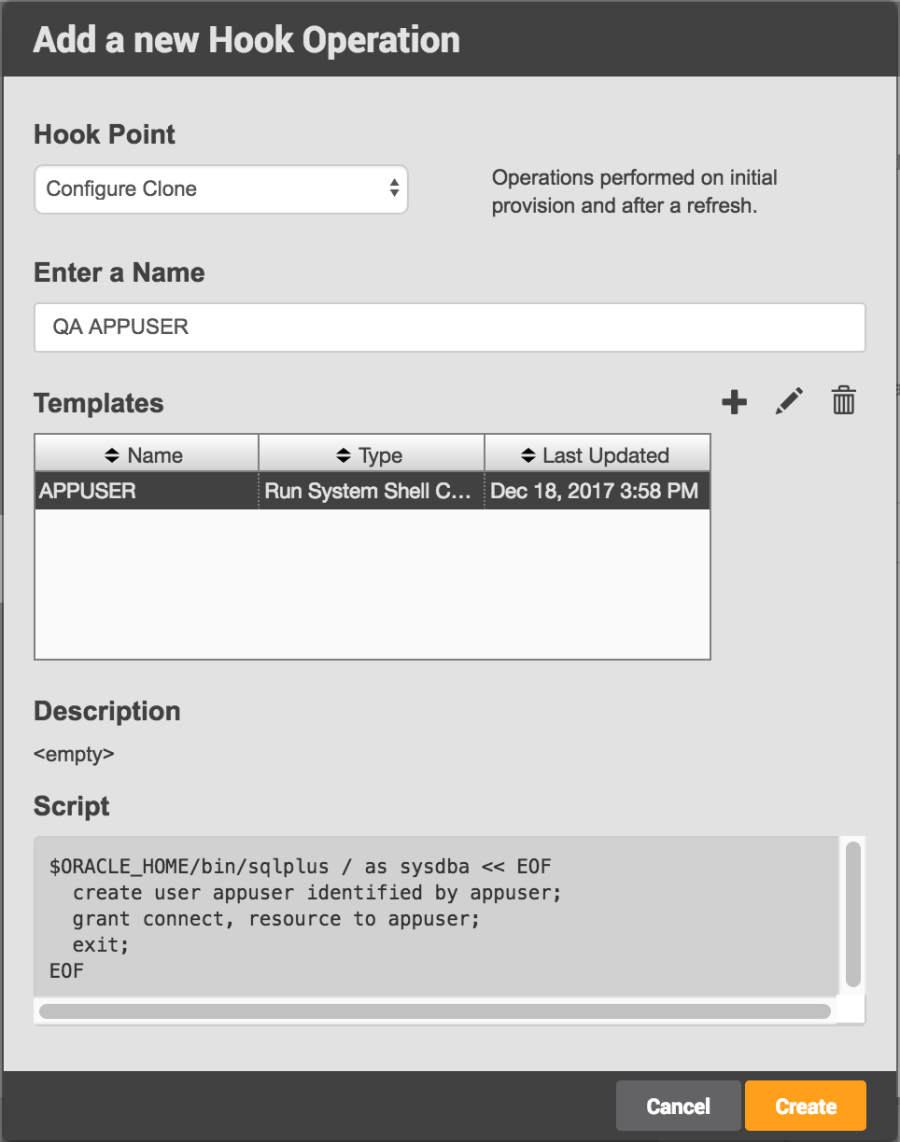 Add a new Hook Operation
Hook Point
Configure Clone
Operations performed on initial
provision and after a refresh.
Enter a Name
QA APPUSER
Templates
Name Type Last Updated
APPUSER Run System Shell C... Dec 18, 2017 3:58 PM
Description
<empty>
Script
$ORACLE_HOME/bin/sqlplus / as sysdba << EOF
  create user appuser identified by appuser;
  grant connect, resource to appuser;
  exit;
EOF
Cancel Create